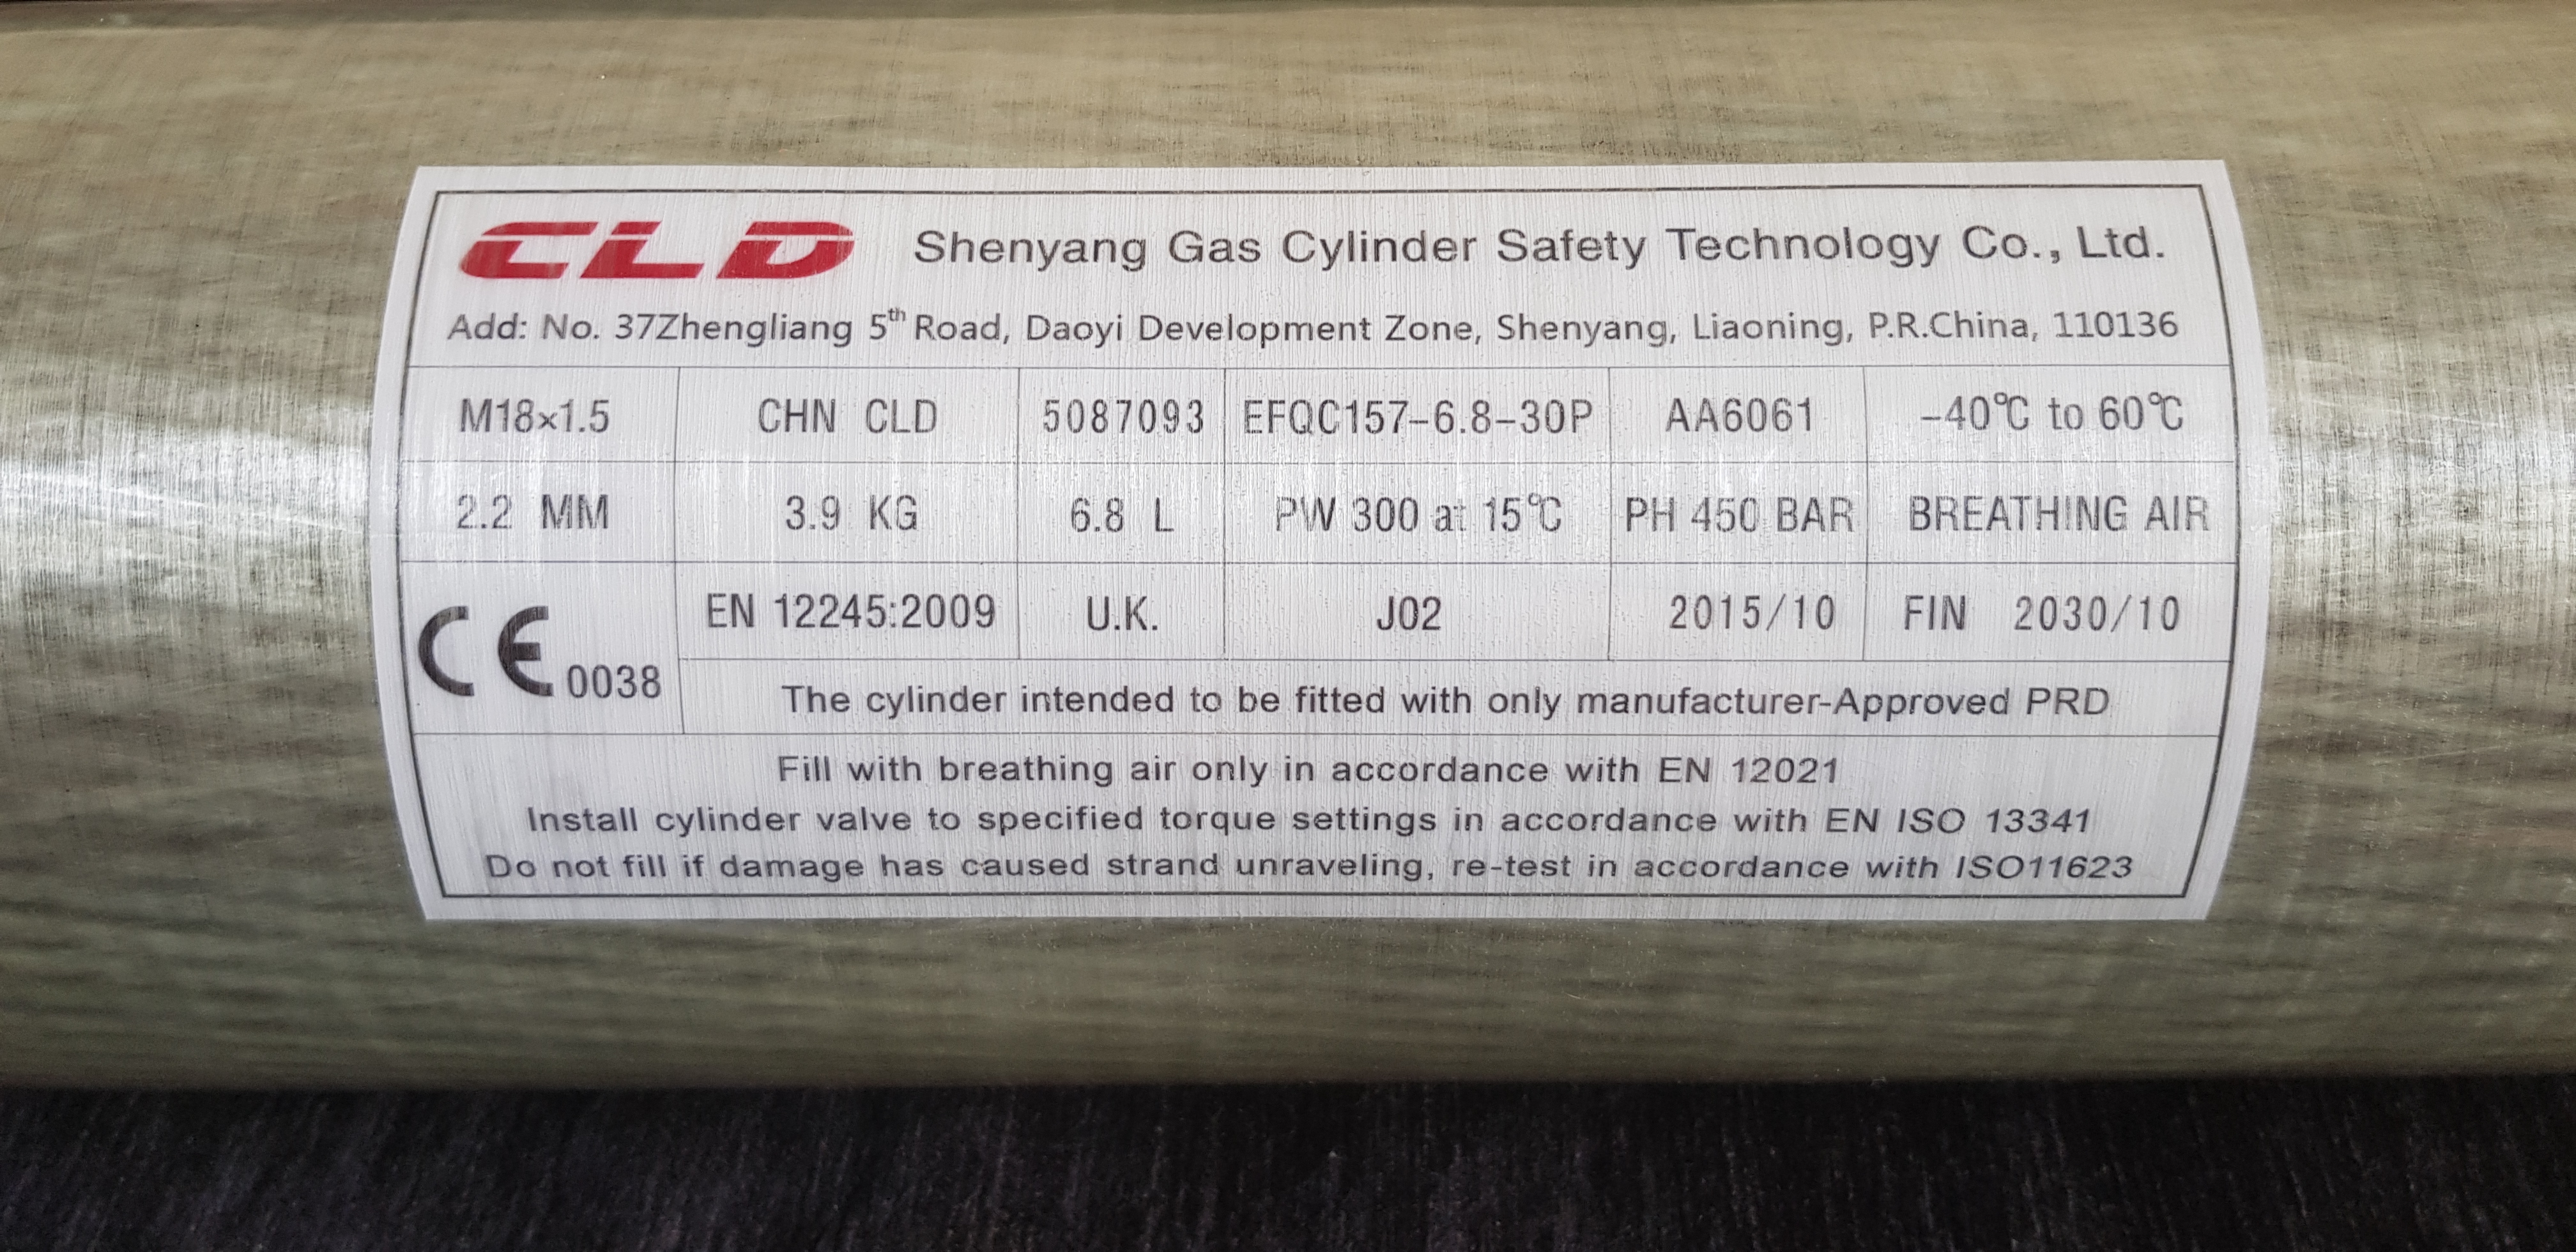 CLD Shenyang Gas Cylinder Safety Technology Co., Ltd.
Add: No. 37Zhengliang 5th Road, Daoyi Development Zone, Shenyang, Liaoning, P.R.China, 110136
M18×1.5 CHN CLD 5087093 EFQC157-6.8-30P AA6061 -40℃ to 60℃
2.2 MM 3.9 KG 6.8 L PW 300 at 15℃ PH 450 BAR BREATHING AIR
EN 12245:2009 U.K. J02 2015/10 FIN 2030/10
CE 0038
The cylinder intended to be fitted with only manufacturer-Approved PRD
Fill with breathing air only in accordance with EN 12021
Install cylinder valve to specified torque settings in accordance with EN ISO 13341
Do not fill if damage has caused strand unraveling, re-test in accordance with ISO11623